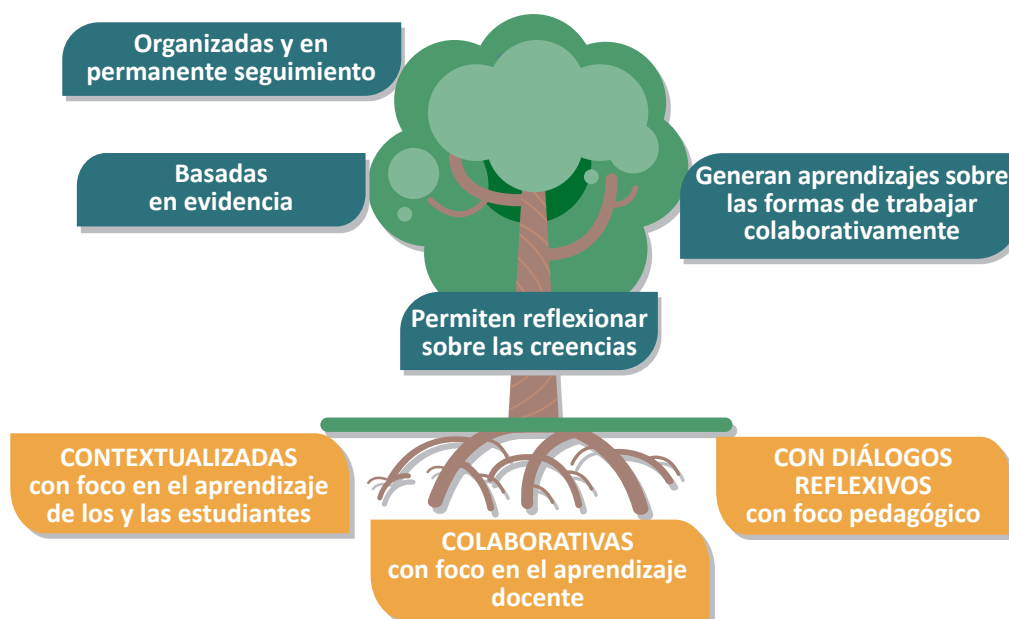 Organizadas y en
permanente seguimiento
Basadas
en evidencia
Generan aprendizajes sobre
las formas de trabajar
colaborativamente
Permiten reflexionar
sobre las creencias
CONTEXTUALIZADAS
con foco en el aprendizaje
de los y las estudiantes
COLABORATIVAS
con foco en el aprendizaje
docente
CON DIÁLOGOS
REFLEXIVOS
con foco pedagógico